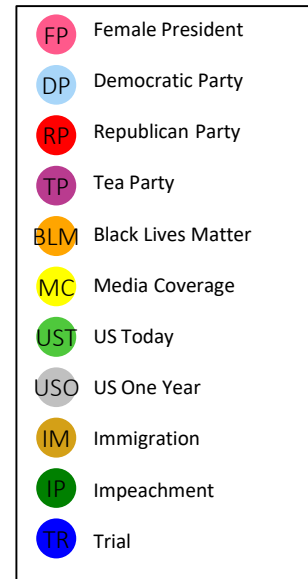 FP Female President
DP Democratic Party
RP Republican Party
TP Tea Party
BLM Black Lives Matter
MC Media Coverage
UST US Today
USO US One Year
IM Immigration
IP Impeachment
TR Trial